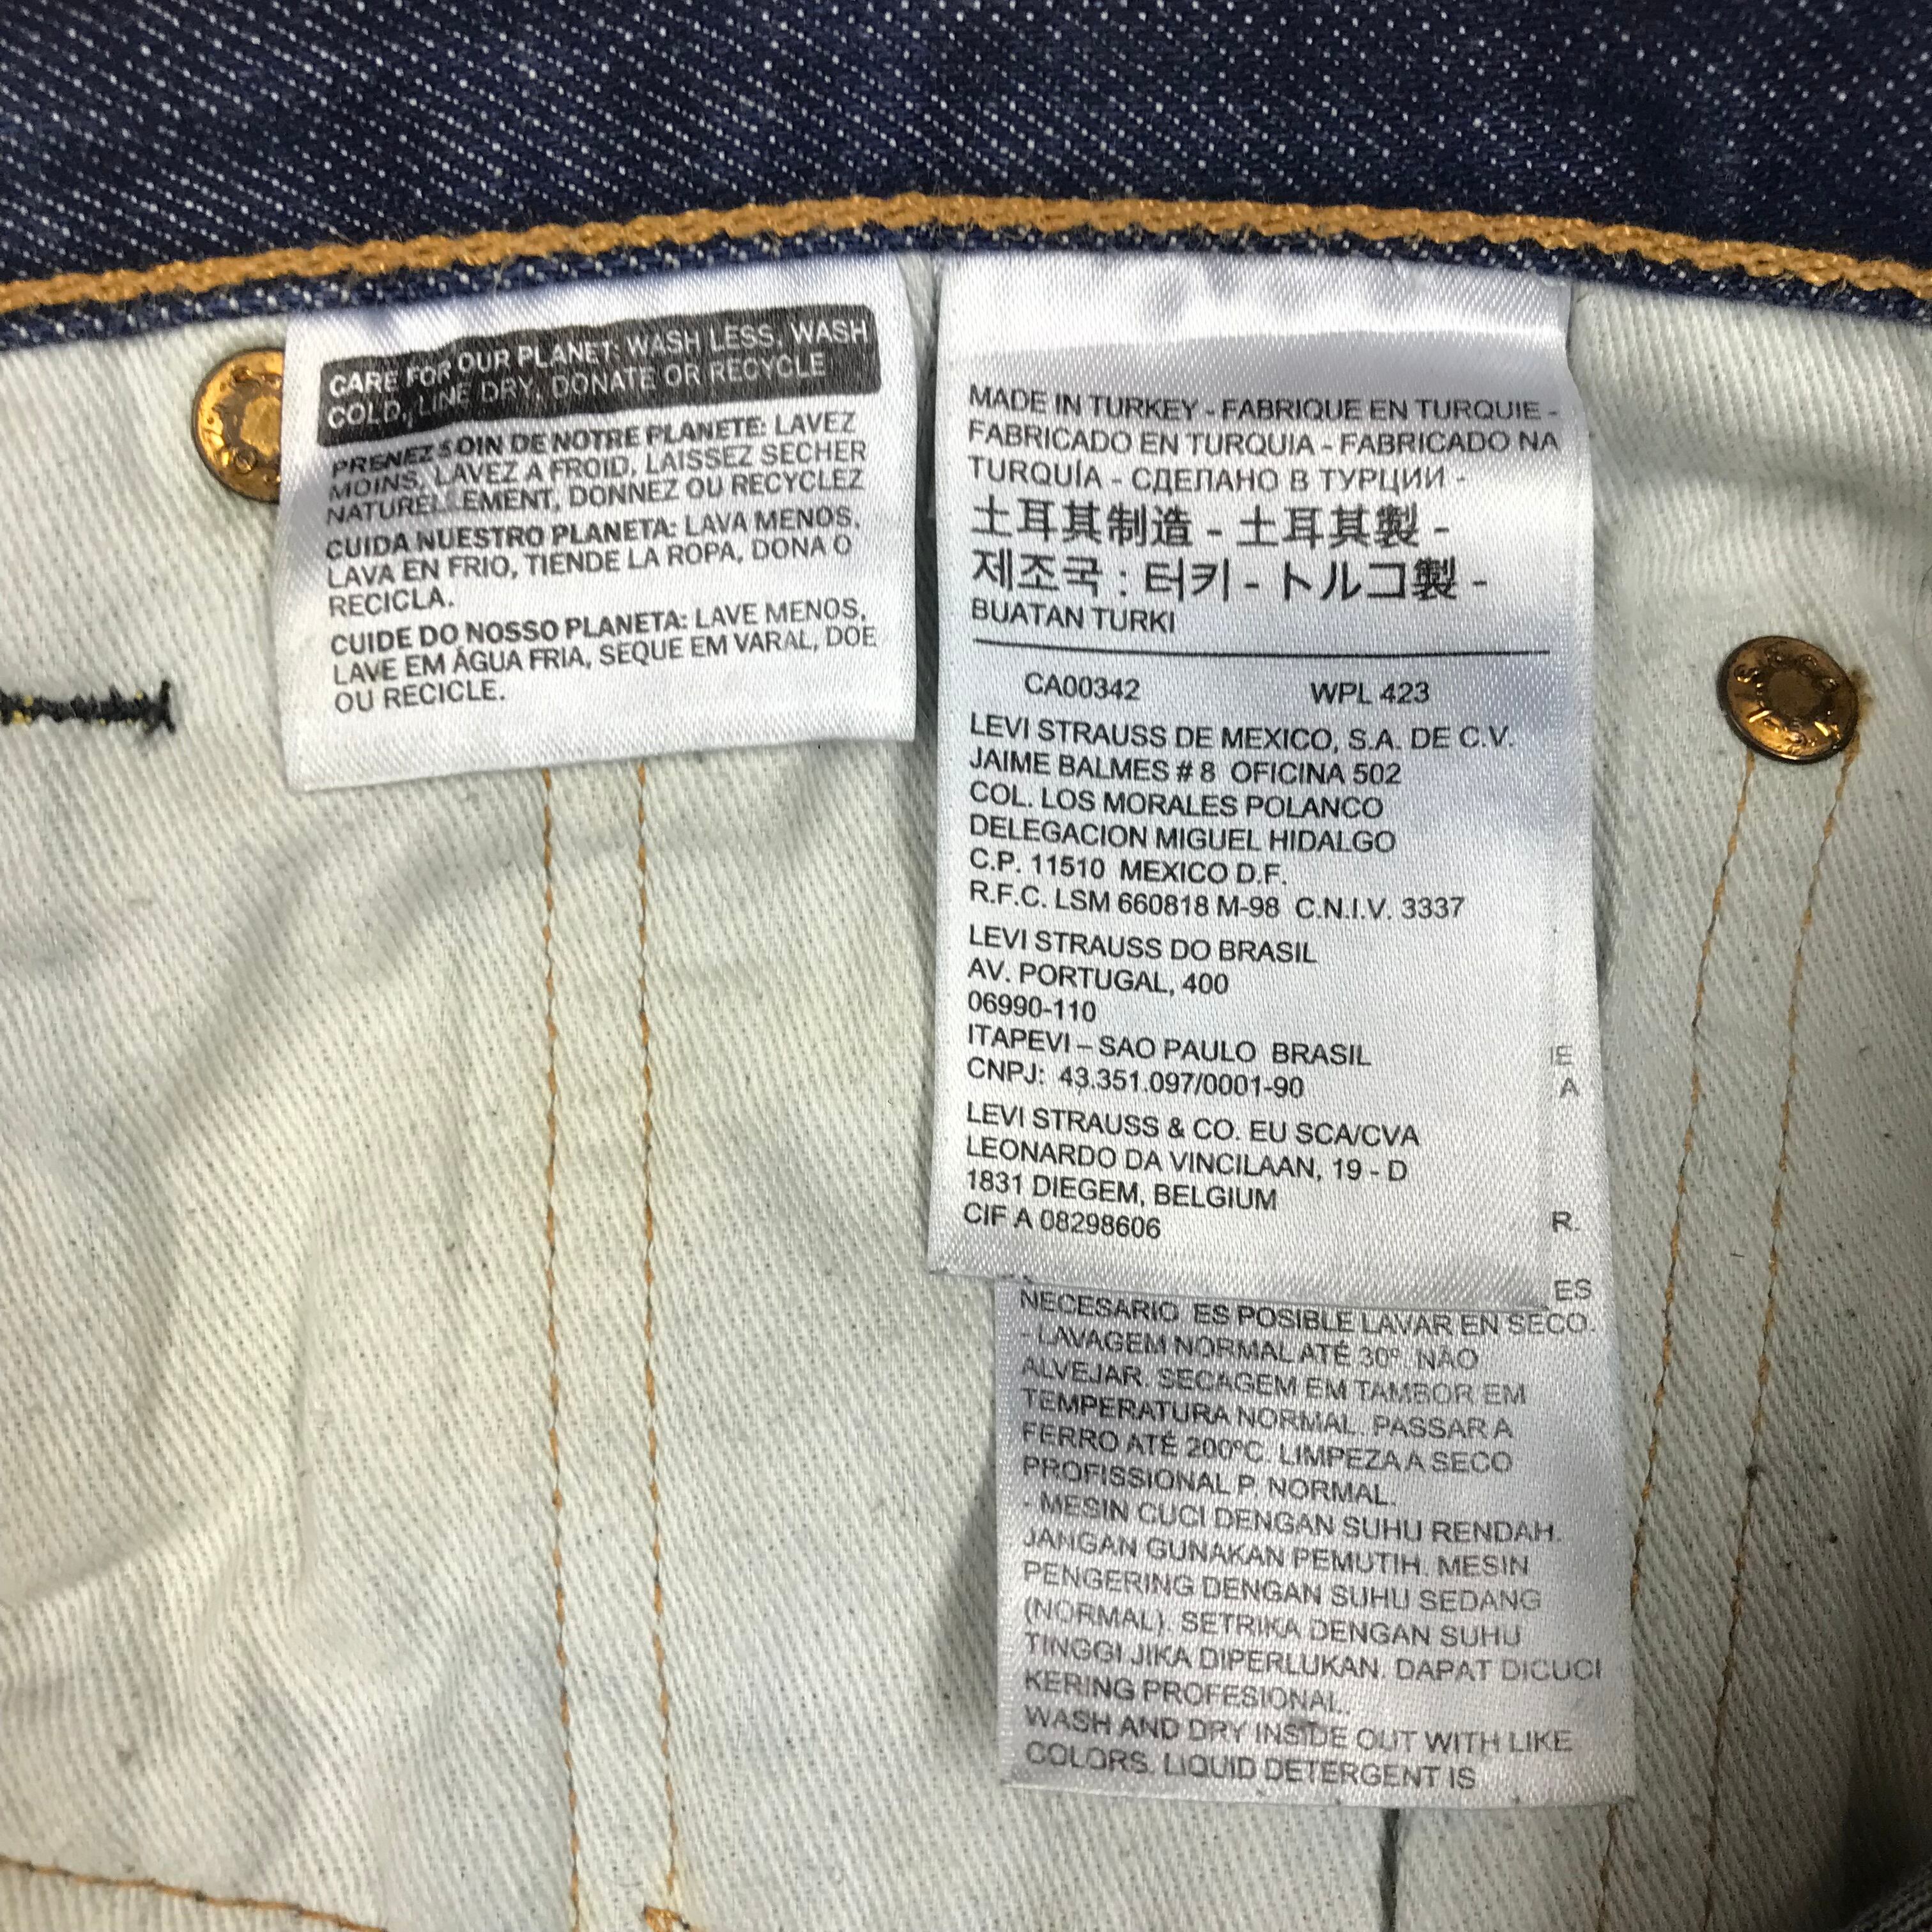 CARE FOR OUR PLANET: WASH LESS, WASH
COLD, LINE DRY, DONATE OR RECYCLE
PRENEZ SOIN DE NOTRE PLANETE: LAVEZ
MOINS, LAVEZ A FROID, LAISSEZ SECHER
NATURELLEMENT, DONNEZ OU RECYCLEZ
CUIDA NUESTRO PLANETA: LAVA MENOS,
LAVA EN FRIO, TIENDE LA ROPA, DONA O
RECICLA.
CUIDE DO NOSSO PLANETA: LAVE MENOS,
LAVE EM ÁGUA FRIA, SEQUE EM VARAL, DOE
OU RECICLE.
MADE IN TURKEY - FABRIQUE EN TURQUIE -
FABRICADO EN TURQUIA - FABRICADO NA
TURQUÍA - СДЕЛАНО В ТУРЦИИ -
土耳其制造 - 土耳其製 -
제조국 : 터키 - トルコ製 -
BUATAN TURKI
CA00342 WPL 423
LEVI STRAUSS DE MEXICO, S.A. DE C.V.
JAIME BALMES # 8 OFICINA 502
COL. LOS MORALES POLANCO
DELEGACION MIGUEL HIDALGO
C.P. 11510 MEXICO D.F.
R.F.C. LSM 660818 M-98 C.N.I.V. 3337
LEVI STRAUSS DO BRASIL
AV. PORTUGAL, 400
06990-110
ITAPEVI – SAO PAULO BRASIL
CNPJ: 43.351.097/0001-90
LEVI STRAUSS & CO. EU SCA/CVA
LEONARDO DA VINCILAAN, 19 - D
1831 DIEGEM, BELGIUM
CIF A 08298606
IE
A
R.
ES
NECESARIO ES POSIBLE LAVAR EN SECO.
- LAVAGEM NORMAL ATÉ 30º. NÃO
ALVEJAR. SECAGEM EM TAMBOR EM
TEMPERATURA NORMAL. PASSAR A
FERRO ATÉ 200ºC. LIMPEZA A SECO
PROFISSIONAL P. NORMAL.
- MESIN CUCI DENGAN SUHU RENDAH.
JANGAN GUNAKAN PEMUTIH. MESIN
PENGERING DENGAN SUHU SEDANG
(NORMAL). SETRIKA DENGAN SUHU
TINGGI JIKA DIPERLUKAN. DAPAT DICUCI
KERING PROFESIONAL.
WASH AND DRY INSIDE OUT WITH LIKE
COLORS. LIQUID DETERGENT IS